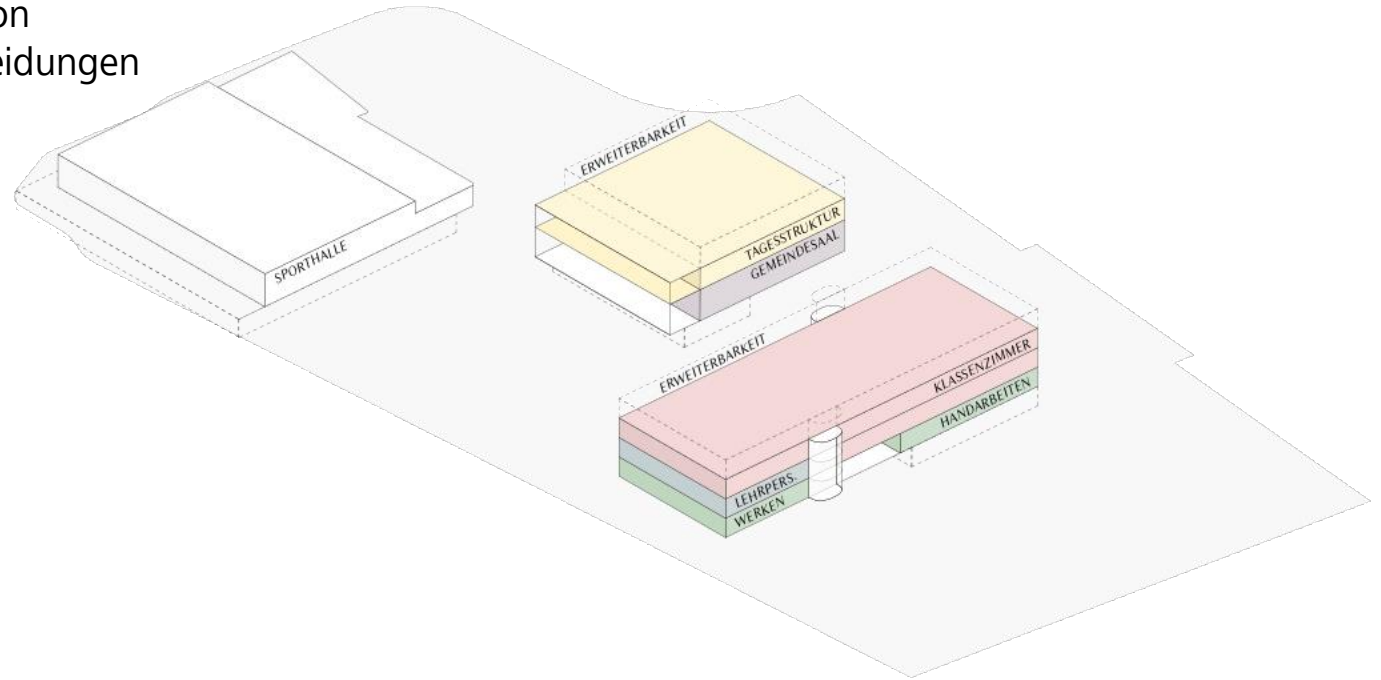 on
eidungen
ERWEITERBARKEIT
TAGESSTRUKTUR
GEMEINDESAAL
SPORTHALLE
ERWEITERBARKEIT
KLASSENZIMMER
HANDARBEITEN
LEHRPERS.
WERKEN